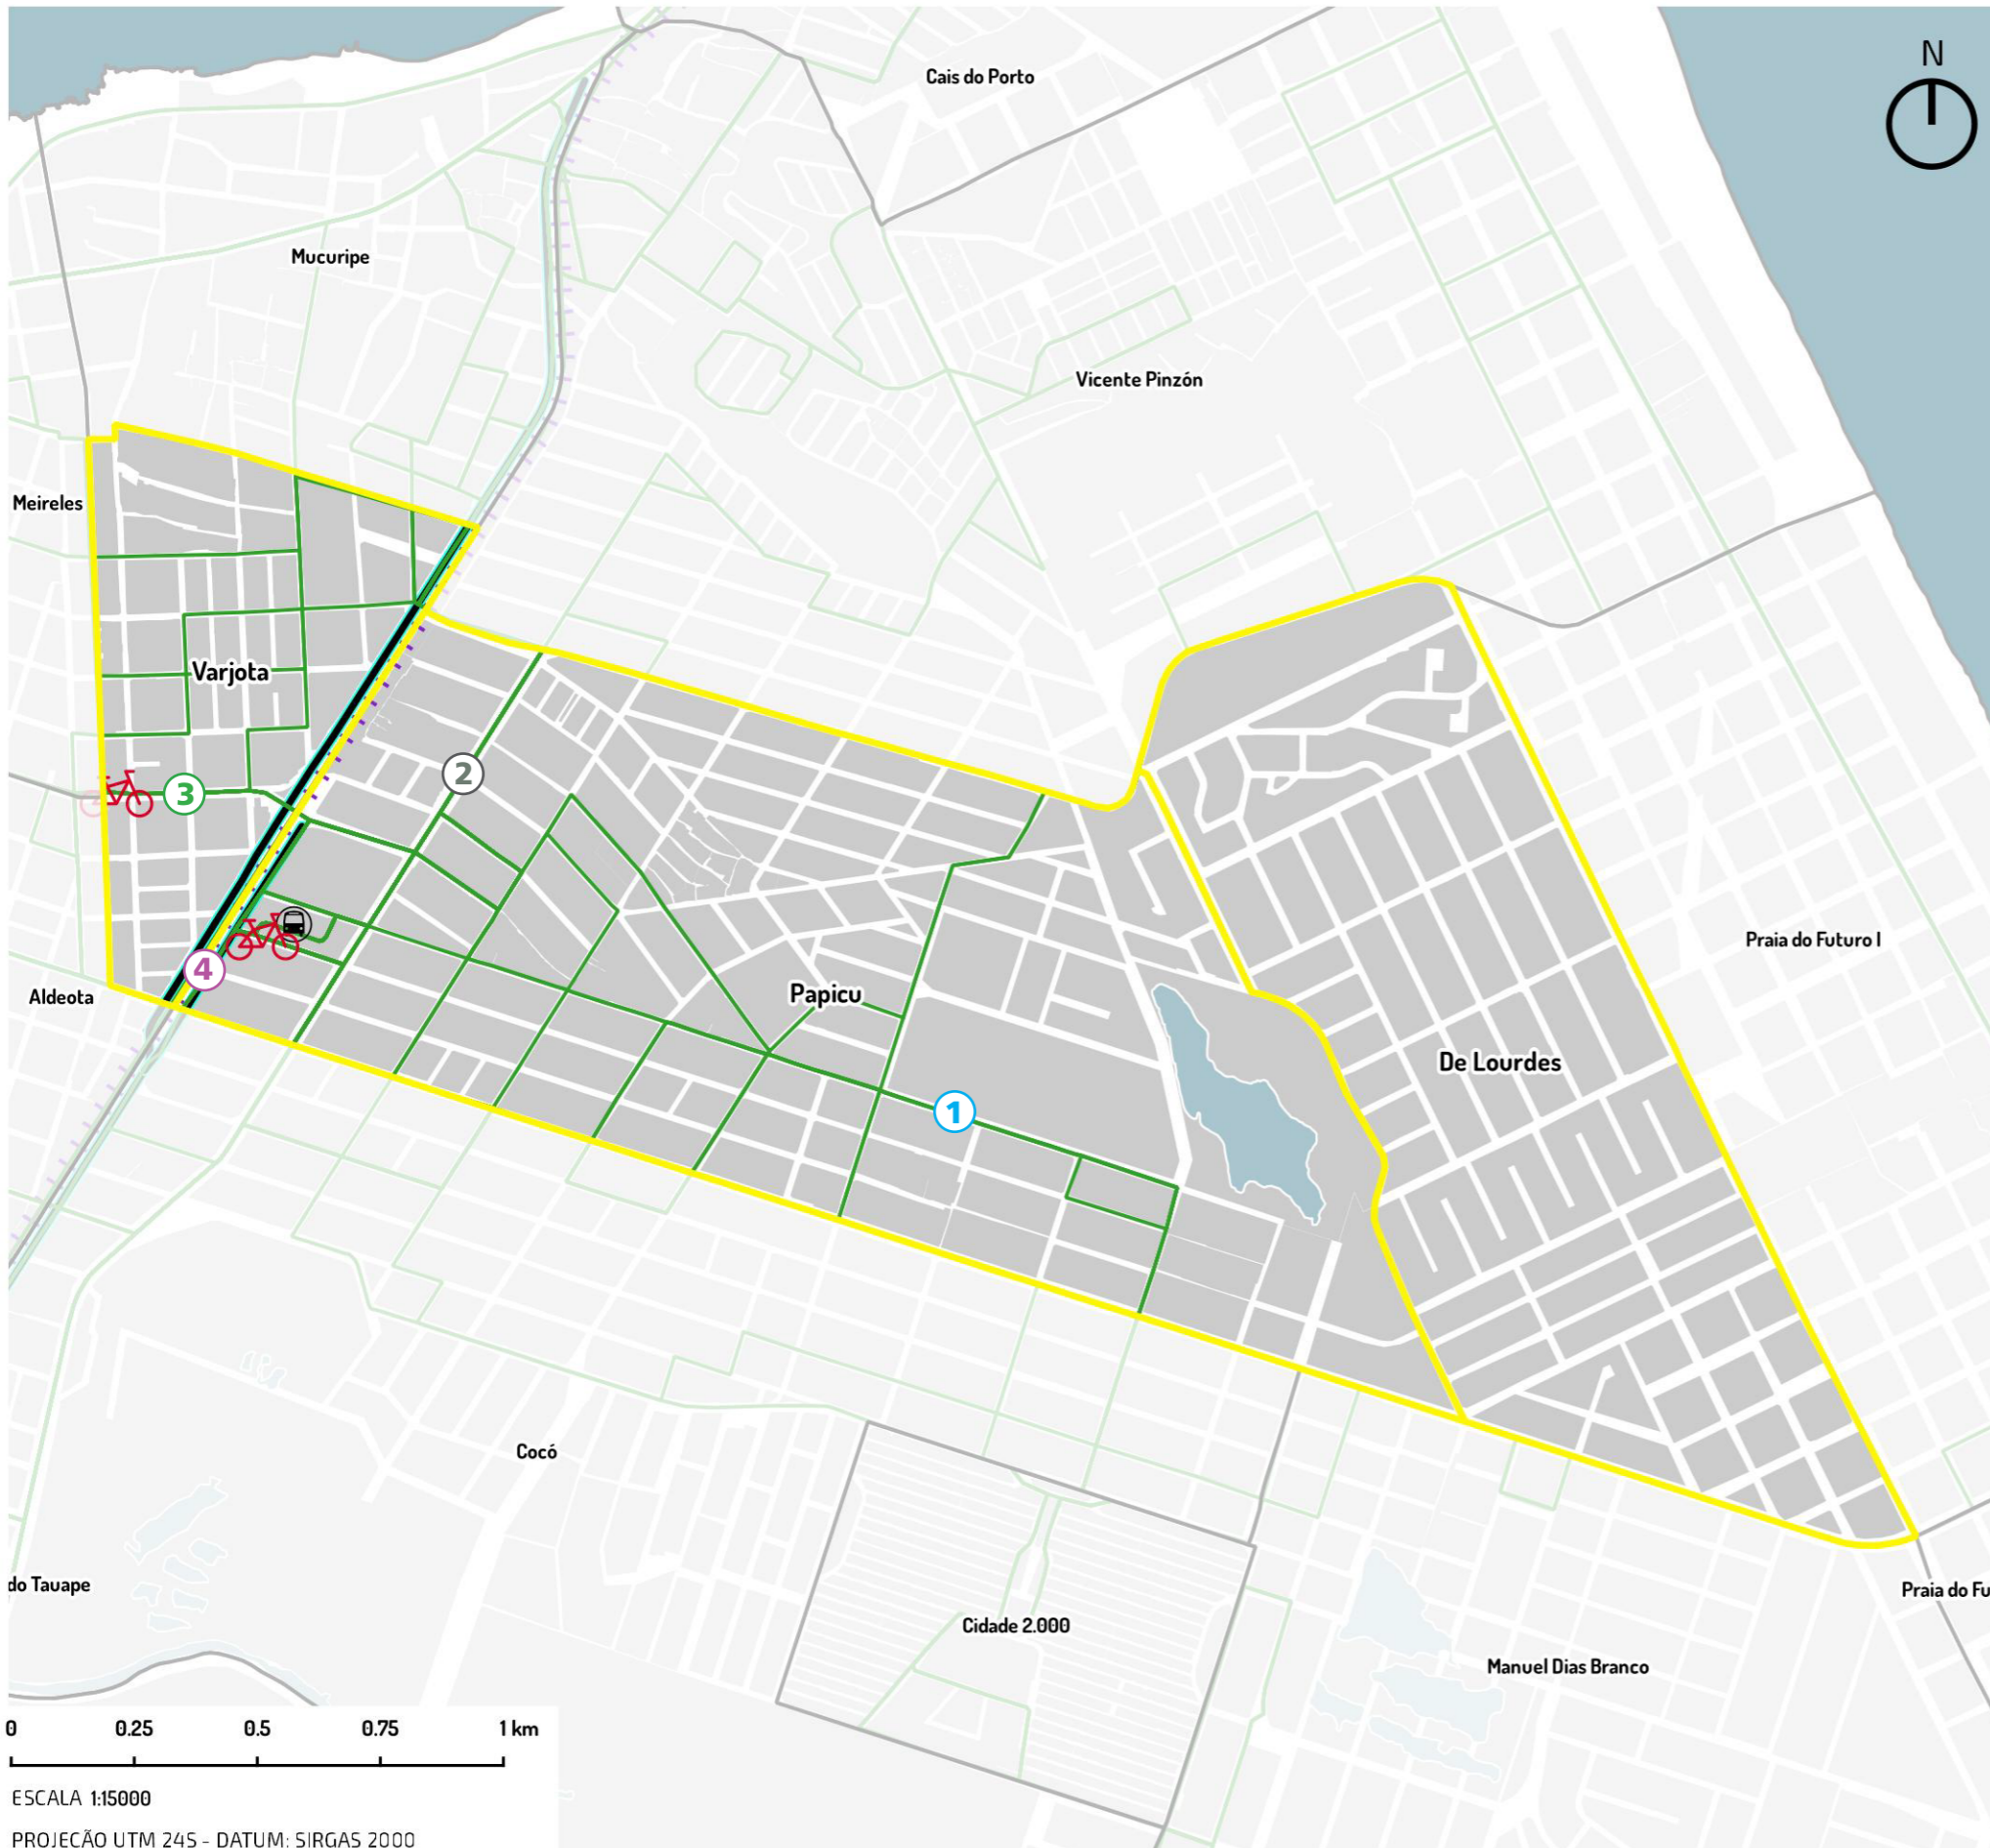 N
Cais do Porto
Mucuripe
Vicente Pinzón
Meireles
Varjota
2
3
Praia do Futuro I
4
Papicu
Aldeota
De Lourdes
1
Cocó
do Tauape
Praia do Fu
Cidade 2.000
Manuel Dias Branco
0 0.25 0.5 0.75 1 km
ESCALA 1:15000
PROJEÇÃO UTM 24S - DATUM: SIRGAS 2000